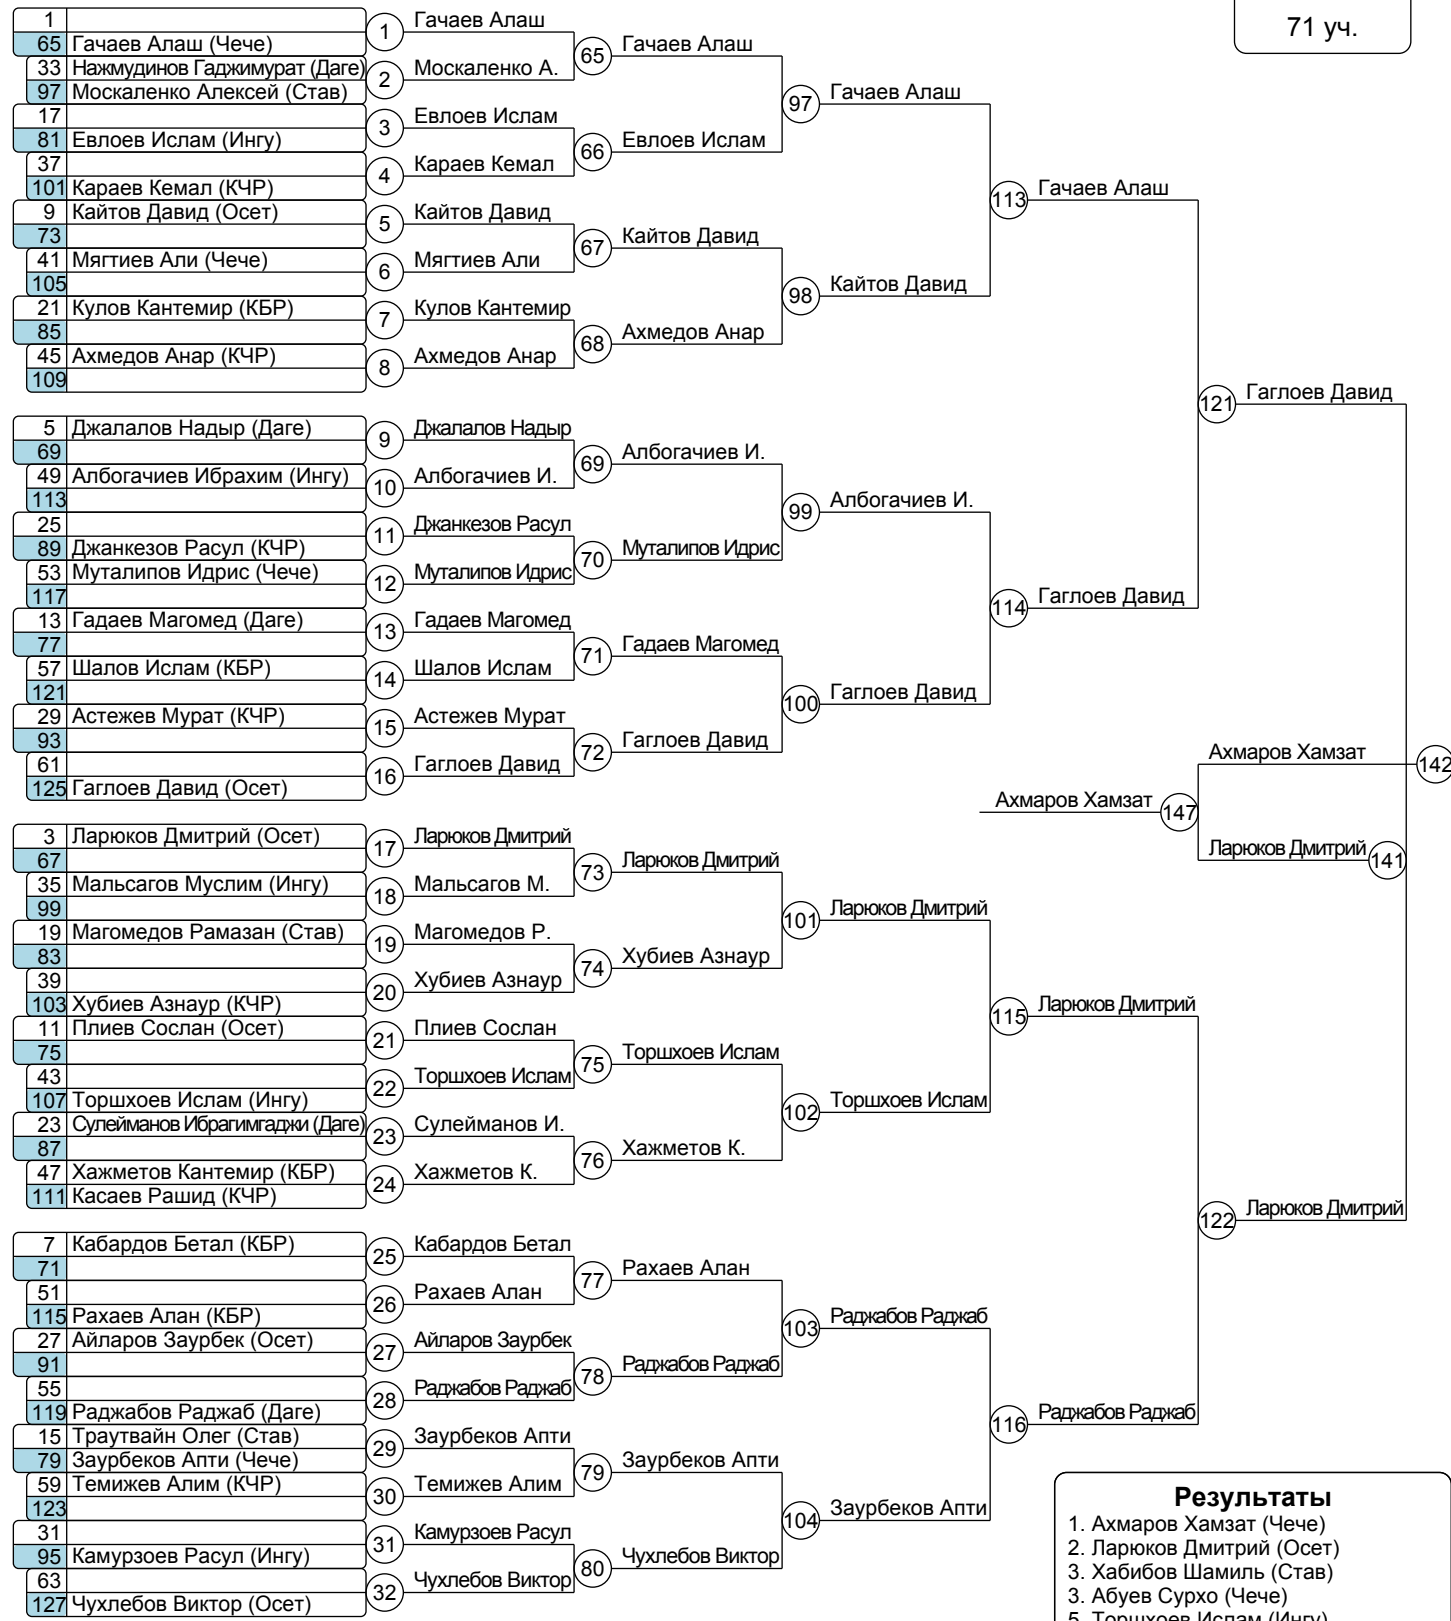 71 уч.
1
65 Гачаев Алаш (Чече)
33 Нажмудинов Гаджимурат (Даге)
97 Москаленко Алексей (Став)
17
81 Евлоев Ислам (Ингу)
37
101 Караев Кемал (КЧР)
9 Кайтов Давид (Осет)
73
41 Мягтиев Али (Чече)
105
21 Кулов Кантемир (КБР)
85
45 Ахмедов Анар (КЧР)
109
5 Джалалов Надыр (Даге)
69
49 Албогачиев Ибрахим (Ингу)
113
25
89 Джанкезов Расул (КЧР)
53 Муталипов Идрис (Чече)
117
13 Гадаев Магомед (Даге)
77
57 Шалов Ислам (КБР)
121
29 Астежев Мурат (КЧР)
93
61
125 Гаглоев Давид (Осет)
3 Ларюков Дмитрий (Осет)
67
35 Мальсагов Муслим (Ингу)
99
19 Магомедов Рамазан (Став)
83
39
103 Хубиев Азнаур (КЧР)
11 Плиев Сослан (Осет)
75
43
107 Торшхоев Ислам (Ингу)
23 Сулейманов Ибрагимгаджи (Даге)
87
47 Хажметов Кантемир (КБР)
111 Касаев Рашид (КЧР)
7 Кабардов Бетал (КБР)
71
51
115 Рахаев Алан (КБР)
27 Айларов Заурбек (Осет)
91
55
119 Раджабов Раджаб (Даге)
15 Траутвайн Олег (Став)
79 Заурбеков Апти (Чече)
59 Темижев Алим (КЧР)
123
31
95 Камурзоев Расул (Ингу)
63
127 Чухлебов Виктор (Осет)
1 Гачаев Алаш
2 Москаленко А.
3 Евлоев Ислам
4 Караев Кемал
5 Кайтов Давид
6 Мягтиев Али
7 Кулов Кантемир
8 Ахмедов Анар
9 Джалалов Надыр
10 Албогачиев И.
11 Джанкезов Расул
12 Муталипов Идрис
13 Гадаев Магомед
14 Шалов Ислам
15 Астежев Мурат
16 Гаглоев Давид
17 Ларюков Дмитрий
18 Мальсагов М.
19 Магомедов Р.
20 Хубиев Азнаур
21 Плиев Сослан
22 Торшхоев Ислам
23 Сулейманов И.
24 Хажметов К.
25 Кабардов Бетал
26 Рахаев Алан
27 Айларов Заурбек
28 Раджабов Раджаб
29 Заурбеков Апти
30 Темижев Алим
31 Камурзоев Расул
32 Чухлебов Виктор
65 Гачаев Алаш
66 Евлоев Ислам
67 Кайтов Давид
68 Ахмедов Анар
69 Албогачиев И.
70 Муталипов Идрис
71 Гадаев Магомед
72 Гаглоев Давид
73 Ларюков Дмитрий
74 Хубиев Азнаур
75 Торшхоев Ислам
76 Хажметов К.
77 Рахаев Алан
78 Раджабов Раджаб
79 Заурбеков Апти
80 Чухлебов Виктор
97 Гачаев Алаш
98 Кайтов Давид
99 Албогачиев И.
100 Гаглоев Давид
101 Ларюков Дмитрий
102 Торшхоев Ислам
103 Раджабов Раджаб
104 Заурбеков Апти
113 Гачаев Алаш
114 Гаглоев Давид
115 Ларюков Дмитрий
116 Раджабов Раджаб
121 Гаглоев Давид
122 Ларюков Дмитрий
Ахмаров Хамзат 142
Ахмаров Хамзат 147
Ларюков Дмитрий 141
Результаты
1. Ахмаров Хамзат (Чече)
2. Ларюков Дмитрий (Осет)
3. Хабибов Шамиль (Став)
3. Абуев Сурхо (Чече)
5. Торшхоев Ислам (Ингу)